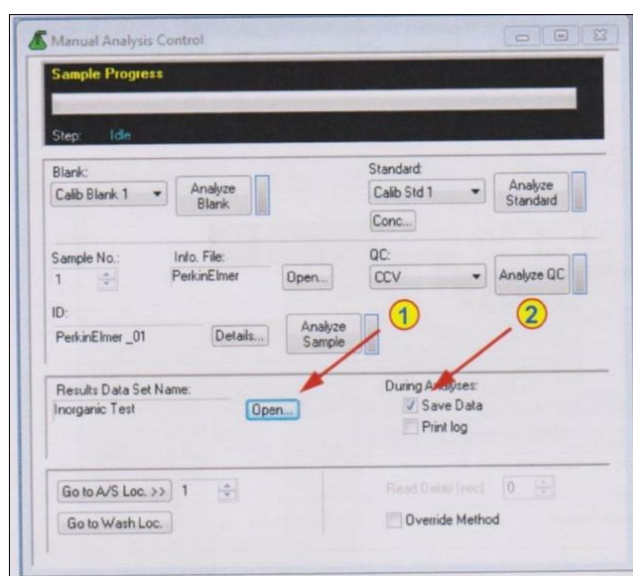 Manual Analysis Control
Sample Progress
Step: Idle
Blank:
Calib Blank 1
Analyze Blank
Standard:
Calib Std 1
Analyze Standard
Conc...
Sample No.:
1
Info. File:
PerkinElmer
Open...
QC:
CCV
Analyze QC
ID:
PerkinElmer _01
Details...
Analyze Sample
1
2
Results Data Set Name:
Inorganic Test
Open...
During Analyses:
Save Data
Print log
Go to A/S Loc. >>
1
Read Delay (sec)
0
Go to Wash Loc.
Override Method